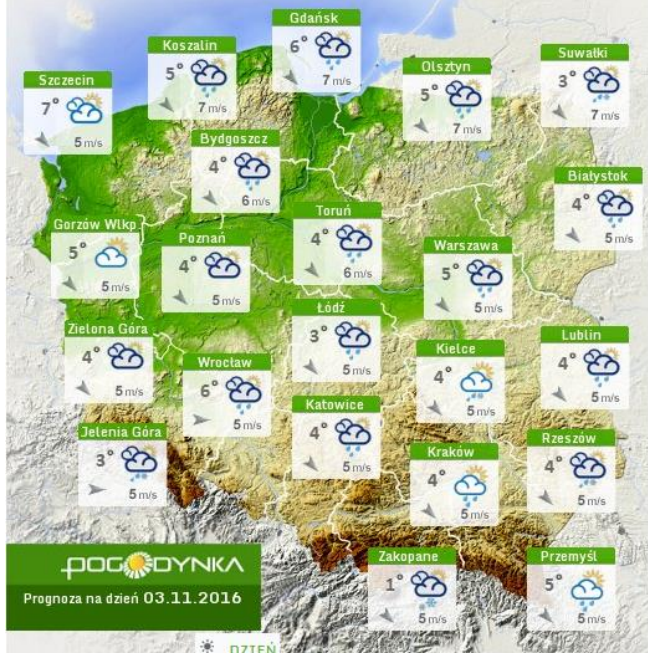 Gdańsk
6°
7 m/s
Koszalin
5°
7 m/s
Suwałki
3°
7 m/s
Olsztyn
5°
7 m/s
Szczecin
7°
5 m/s
Bydgoszcz
4°
6 m/s
Białystok
4°
5 m/s
Toruń
4°
6 m/s
Gorzów Wlkp.
5°
5 m/s
Poznań
4°
5 m/s
Warszawa
5°
5 m/s
Łódź
3°
5 m/s
Zielona Góra
4°
5 m/s
Lublin
4°
5 m/s
Kielce
4°
5 m/s
Wrocław
6°
5 m/s
Katowice
4°
5 m/s
Jelenia Góra
3°
5 m/s
Rzeszów
4°
5 m/s
Kraków
4°
5 m/s
Zakopane
1°
5 m/s
Przemyśl
5°
5 m/s
POGODYNKA
Prognoza na dzień 03.11.2016
DZIEŃ